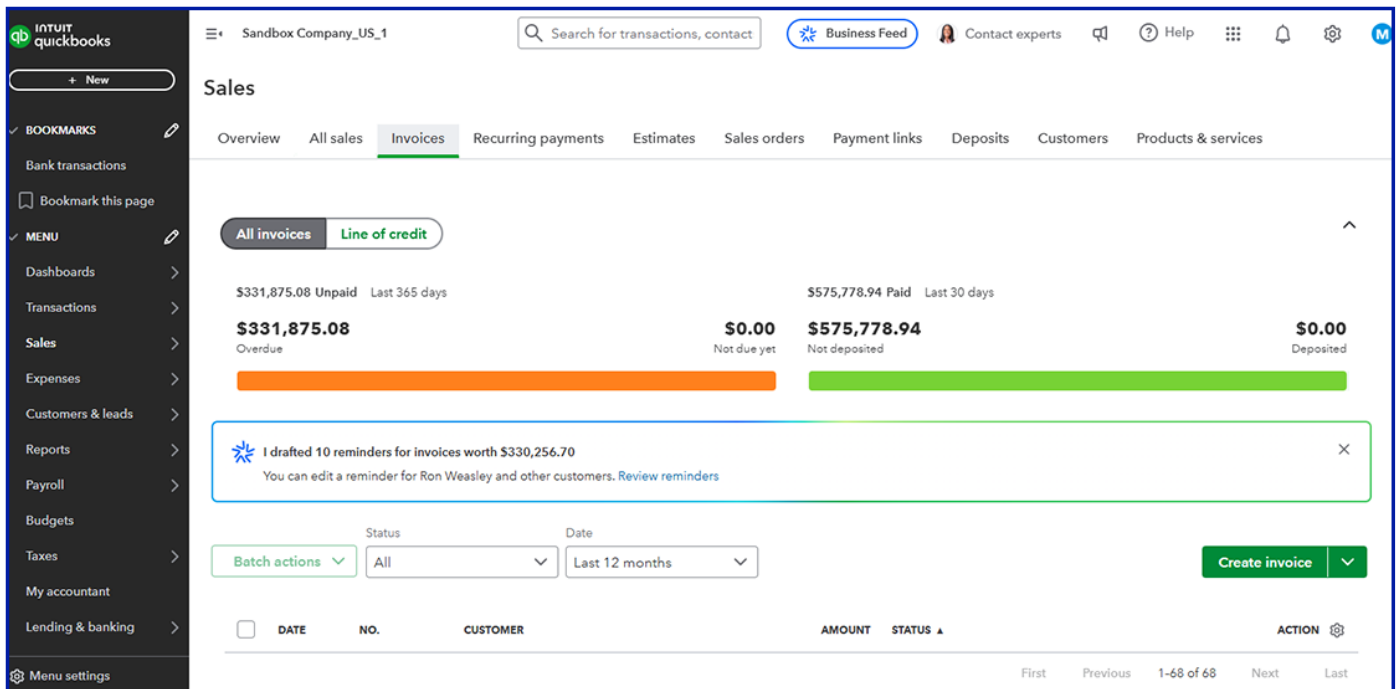 INTUIT
quickbooks
Sandbox Company_US_1
Search for transactions, contact
Business Feed
Contact experts
Help
M
+ New
BOOKMARKS
Bank transactions
Bookmark this page
MENU
Dashboards
Transactions
Sales
Expenses
Customers & leads
Reports
Payroll
Budgets
Taxes
My accountant
Lending & banking
Menu settings
Sales
Overview All sales Invoices Recurring payments Estimates Sales orders Payment links Deposits Customers Products & services
All invoices Line of credit
$331,875.08 Unpaid Last 365 days
$331,875.08 $0.00
Overdue Not due yet
$575,778.94 Paid Last 30 days
$575,778.94 $0.00
Not deposited Deposited
I drafted 10 reminders for invoices worth $330,256.70
You can edit a reminder for Ron Weasley and other customers. Review reminders
Status Date
Batch actions All Last 12 months Create invoice
DATE NO. CUSTOMER AMOUNT STATUS ▲ ACTION
First Previous 1-68 of 68 Next Last